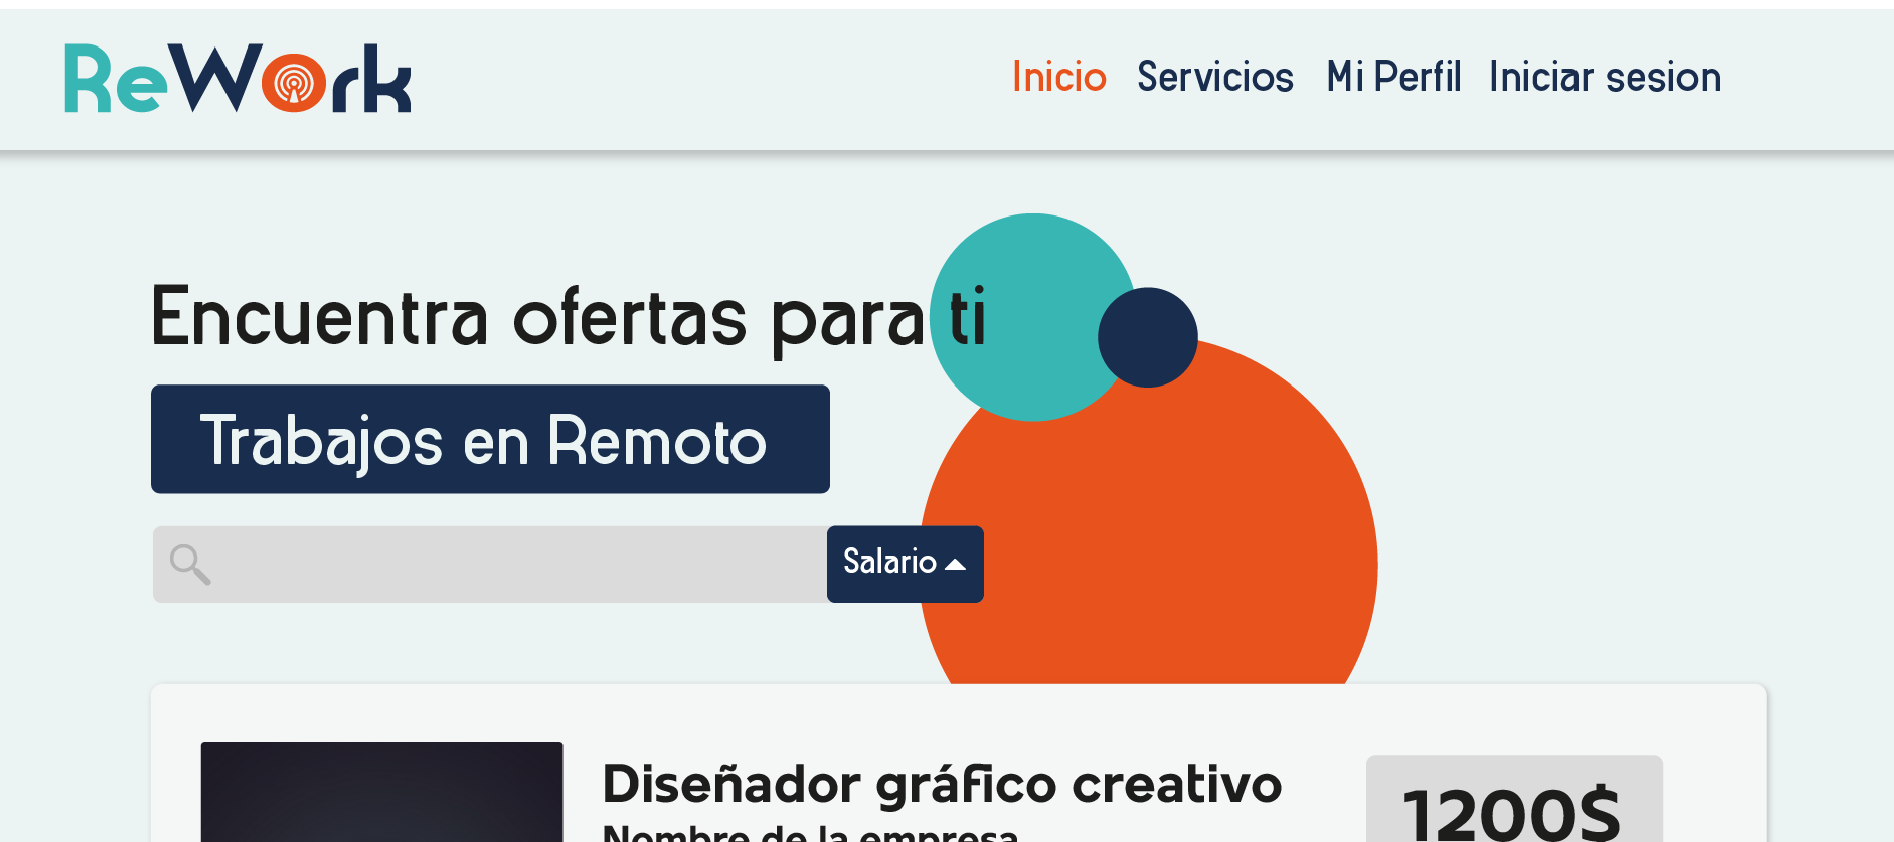 ReWork
Inicio Servicios Mi Perfil Iniciar sesion
Encuentra ofertas para ti
Trabajos en Remoto
Salario
Diseñador gráfico creativo
1200$
Nombre de la empresa